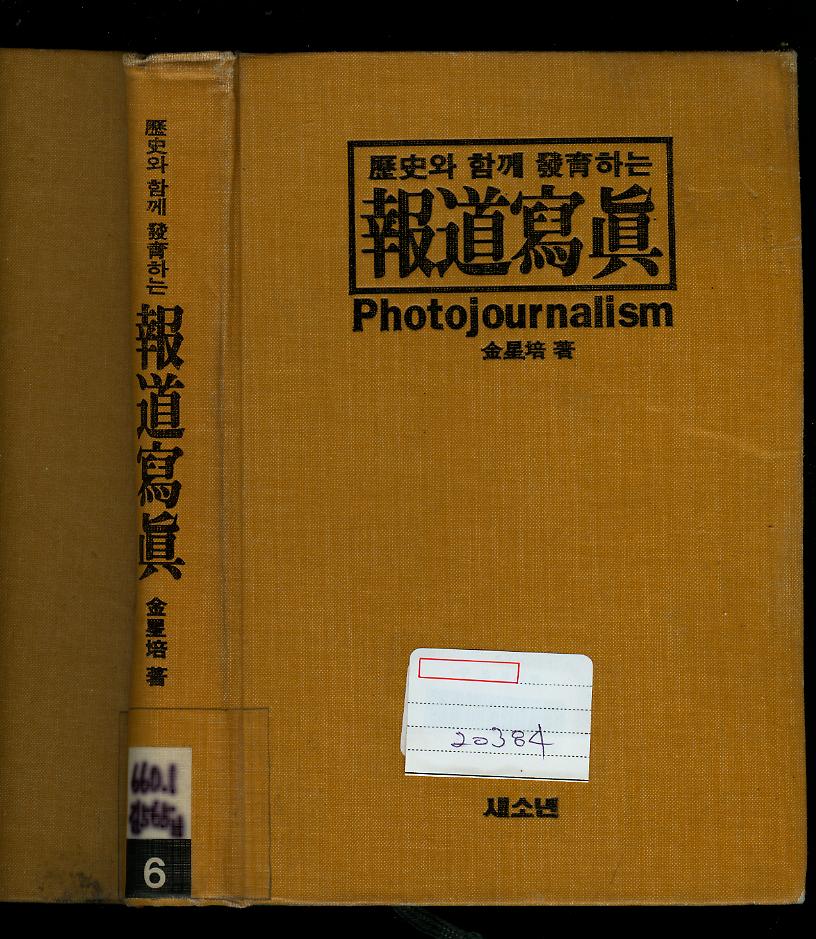 歷史와 함께 發育하는
報道寫眞
金星培 著
660.1
6
歷史와 함께 發育하는
報道寫眞
Photojournalism
金星培 著
20384
새소년